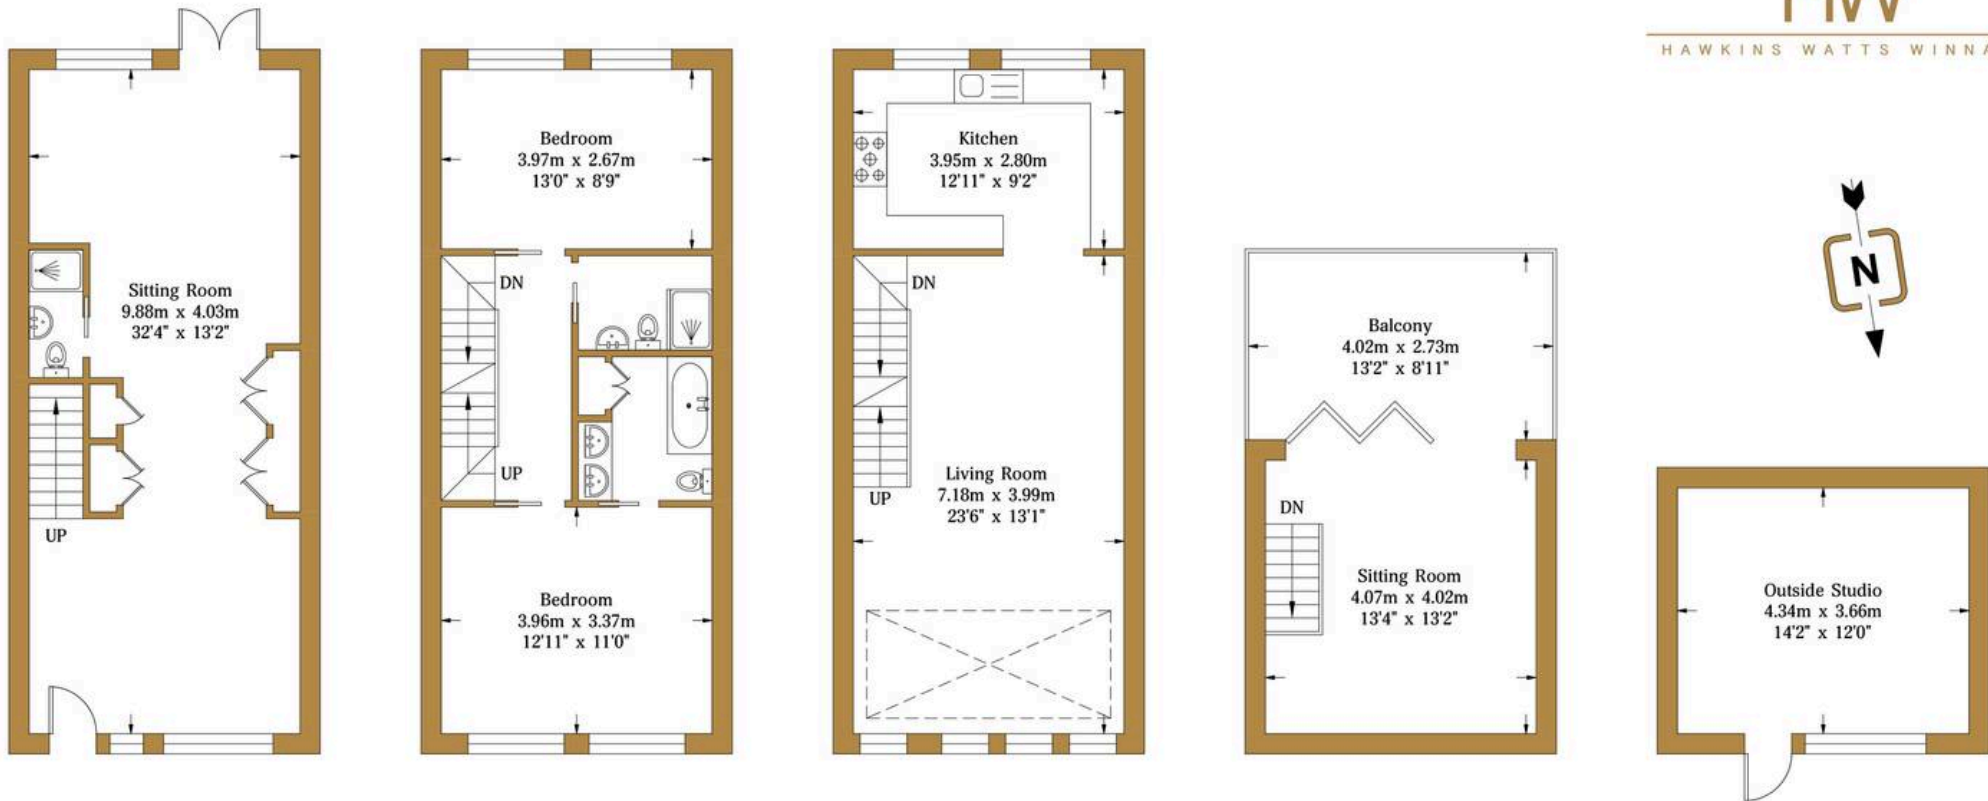 HAWKINS WATTS WINNA
Sitting Room
9.88m x 4.03m
32'4" x 13'2"
UP
Bedroom
3.97m x 2.67m
13'0" x 8'9"
DN
UP
Bedroom
3.96m x 3.37m
12'11" x 11'0"
Kitchen
3.95m x 2.80m
12'11" x 9'2"
DN
UP
Living Room
7.18m x 3.99m
23'6" x 13'1"
Balcony
4.02m x 2.73m
13'2" x 8'11"
DN
Sitting Room
4.07m x 4.02m
13'4" x 13'2"
N
Outside Studio
4.34m x 3.66m
14'2" x 12'0"